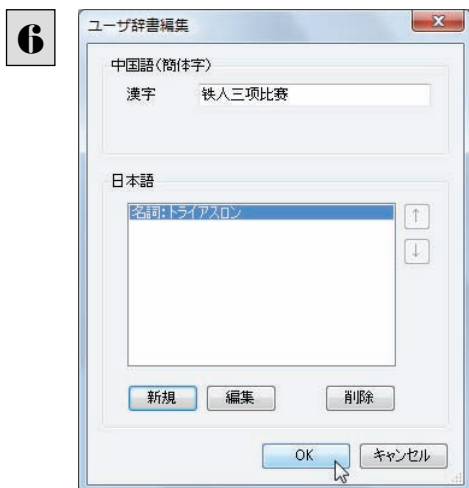 6
ユーザ辞書編集
中国語(簡体字)
漢字 铁人三项比赛
日本語
名詞:トライアスロン
↑
↓
新規 編集 削除
OK キャンセル